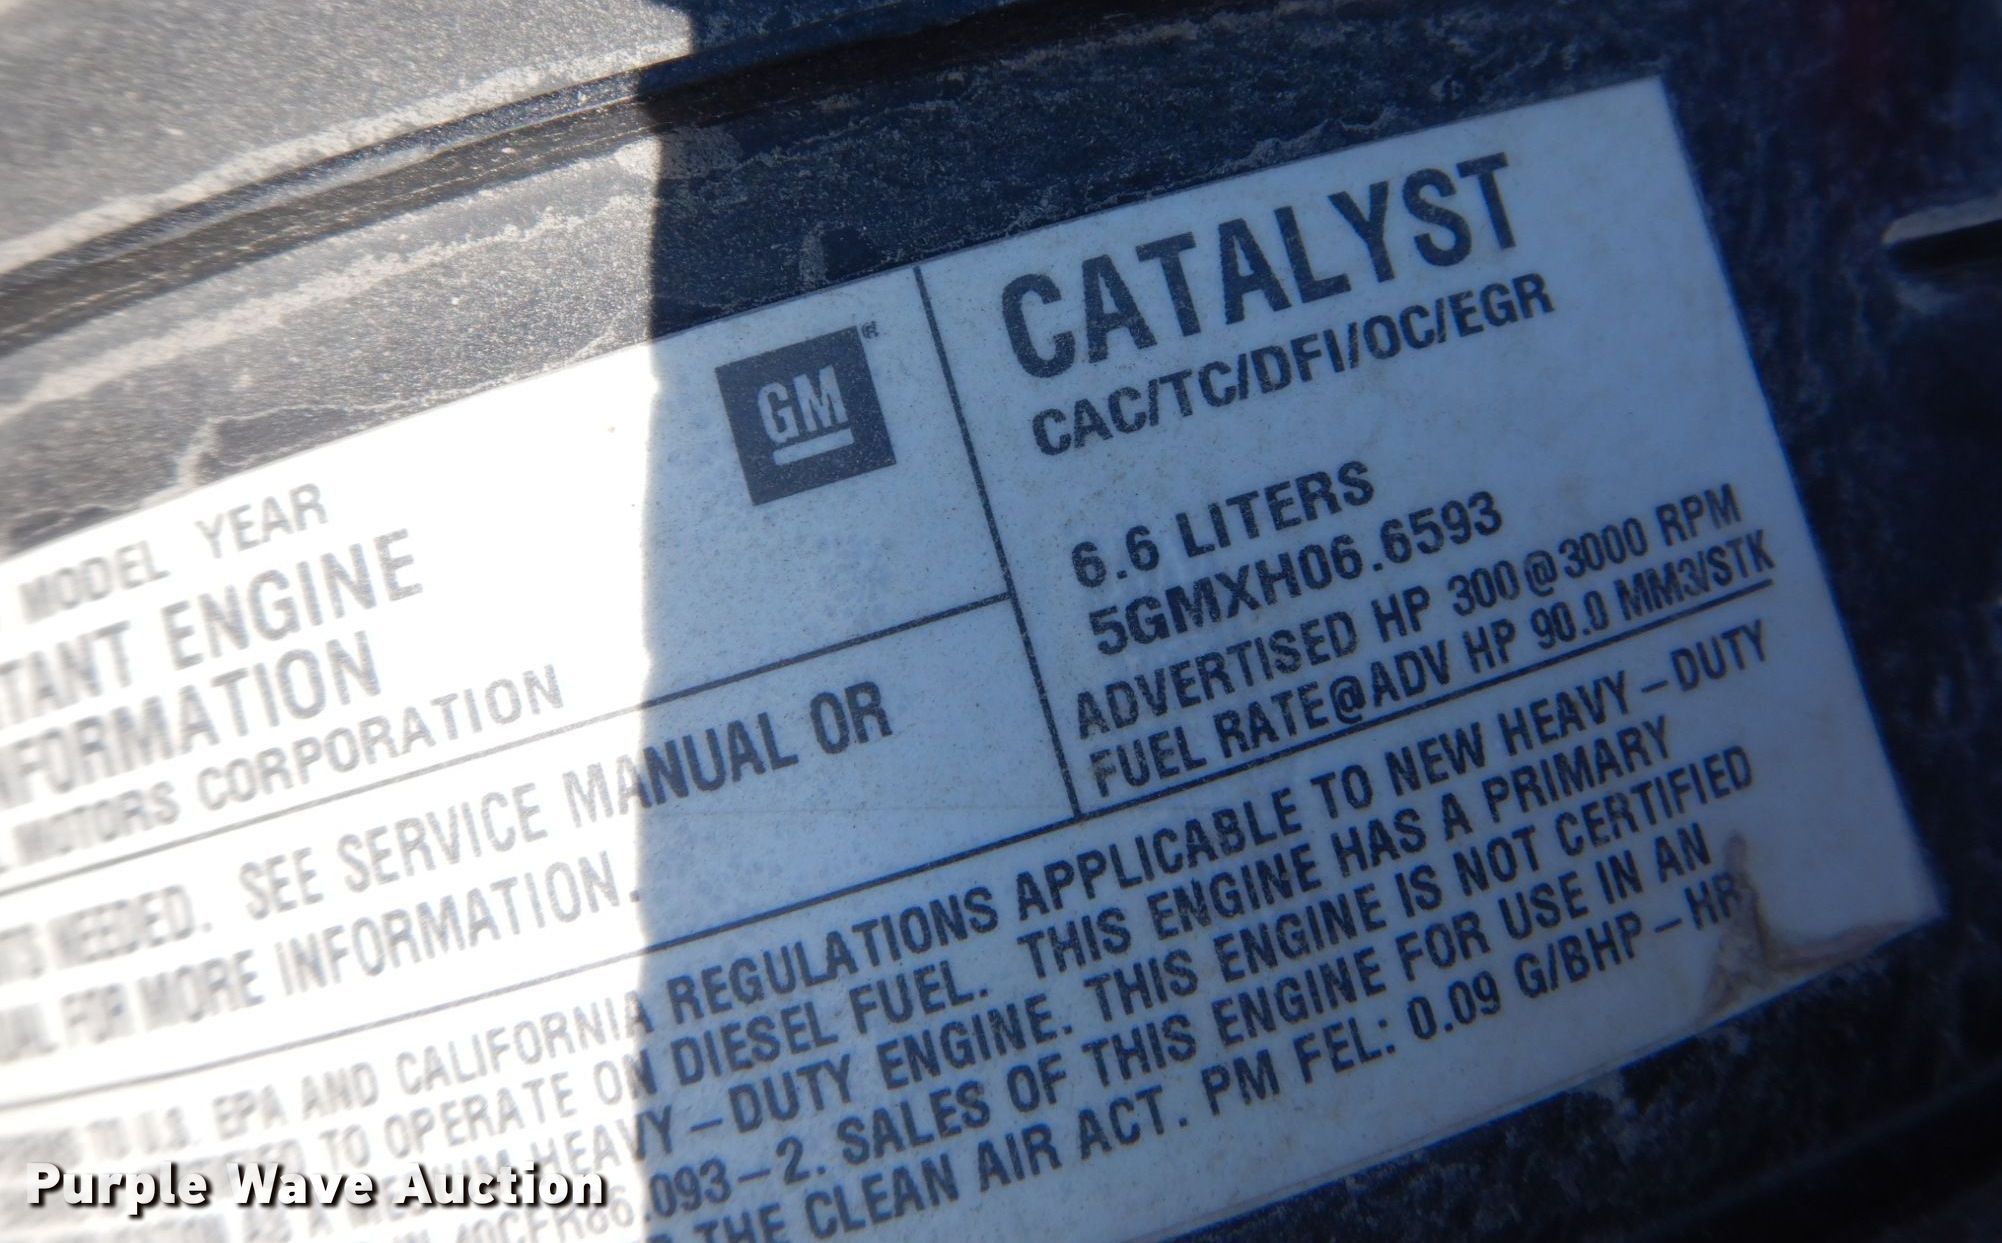 MODEL YEAR
TANT ENGINE
FORMATION
MOTORS CORPORATION
GM
CATALYST
CAC/TC/DFI/OC/EGR
6.6 LITERS
5GMXH06.6593
ADVERTISED HP 300@3000 RPM
FUEL RATE@ADV HP 90.0 MM3/STK
NEEDED. SEE SERVICE MANUAL OR
FOR MORE INFORMATION.
TO U.S. EPA AND CALIFORNIA REGULATIONS APPLICABLE TO NEW HEAVY-DUTY
TO OPERATE ON DIESEL FUEL. THIS ENGINE HAS A PRIMARY
HEAVY-DUTY ENGINE. THIS ENGINE IS NOT CERTIFIED
40CFR86.093-2. SALES OF THIS ENGINE FOR USE IN AN
THE CLEAN AIR ACT. PM FEL: 0.09 G/BHP-HR
Purple Wave Auction